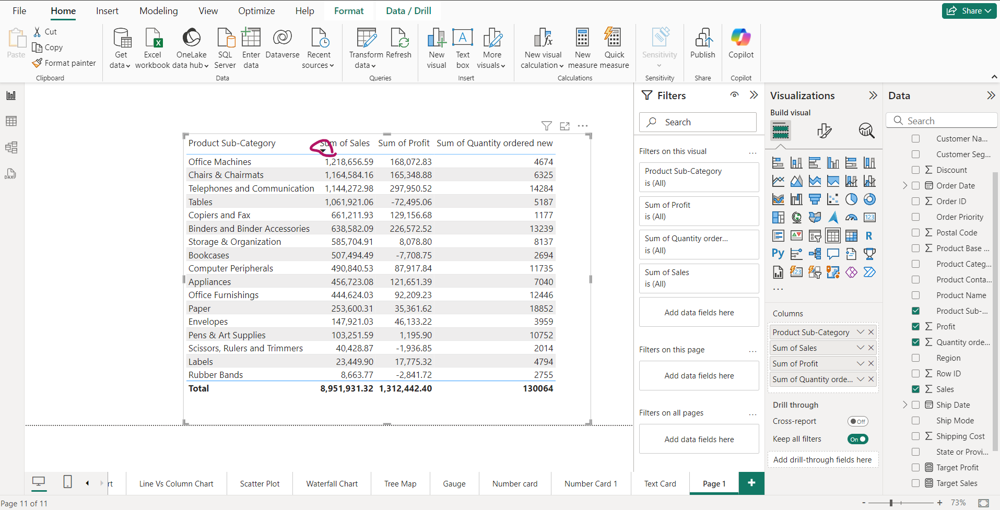 File Home Insert Modeling View Optimize Help Format Data / Drill Share
Paste Cut
Copy
Format painter
Clipboard
Get data
Excel workbook
OneLake data hub
SQL Server
Enter data
Dataverse
Recent sources
Data
Transform data
Refresh
Queries
New visual
Text box
More visuals
Insert
New visual calculation
New measure
Quick measure
Calculations
Sensitivity
Sensitivity
Publish
Share
Copilot
Copilot
Product Sub-Category Sum of Sales Sum of Profit Sum of Quantity ordered new
Office Machines 1,218,656.59 168,072.83 4674
Chairs & Chairmats 1,164,584.16 165,348.88 6325
Telephones and Communication 1,144,272.98 297,950.52 14284
Tables 1,061,921.06 -72,495.06 5187
Copiers and Fax 661,211.93 129,156.68 1177
Binders and Binder Accessories 638,582.09 226,572.52 13239
Storage & Organization 585,704.91 8,078.80 8137
Bookcases 507,494.49 -7,708.75 2694
Computer Peripherals 490,840.53 87,917.84 11735
Appliances 456,723.08 121,651.39 7040
Office Furnishings 444,624.03 92,209.23 12446
Paper 253,600.31 35,361.62 18852
Envelopes 147,921.03 46,133.22 3959
Pens & Art Supplies 103,251.59 1,195.90 10752
Scissors, Rulers and Trimmers 40,428.87 -1,936.85 2014
Labels 23,449.90 17,775.32 4794
Rubber Bands 8,663.77 -2,841.72 2755
Total 8,951,931.32 1,312,442.40 130064
Filters
Search
Filters on this visual ...
Product Sub-Category
is (All)
Sum of Profit
is (All)
Sum of Quantity order...
is (All)
Sum of Sales
is (All)
Add data fields here
Filters on this page ...
Add data fields here
Filters on all pages ...
Add data fields here
Visualizations
Build visual
123
R
Py
123
...
Columns
Product Sub-Category
Sum of Sales
Sum of Profit
Sum of Quantity orde...
Drill through
Cross-report Off
Keep all filters On
Add drill-through fields here
Data
Search
Customer Na...
Customer Seg...
Discount
Order Date
Order ID
Order Priority
Postal Code
Product Base ...
Product Categ...
Product Conta...
Product Name
Product Sub-...
Profit
Quantity orde...
Region
Row ID
Sales
Ship Date
Ship Mode
Shipping Cost
State or Provi...
Target Profit
Target Sales
DAX
rt Line Vs Column Chart Scatter Plot Waterfall Chart Tree Map Gauge Number card Number Card 1 Text Card Page 1 +
Page 11 of 11 - + 73%